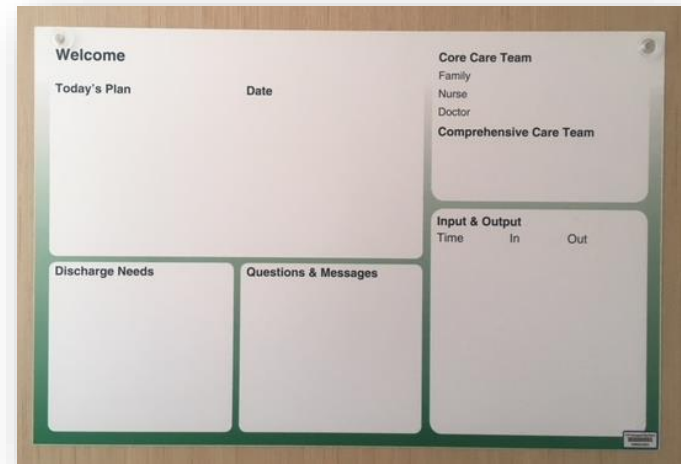 Welcome
Today's Plan Date
Core Care Team
Family
Nurse
Doctor
Comprehensive Care Team
Input & Output
Time In Out
Discharge Needs
Questions & Messages